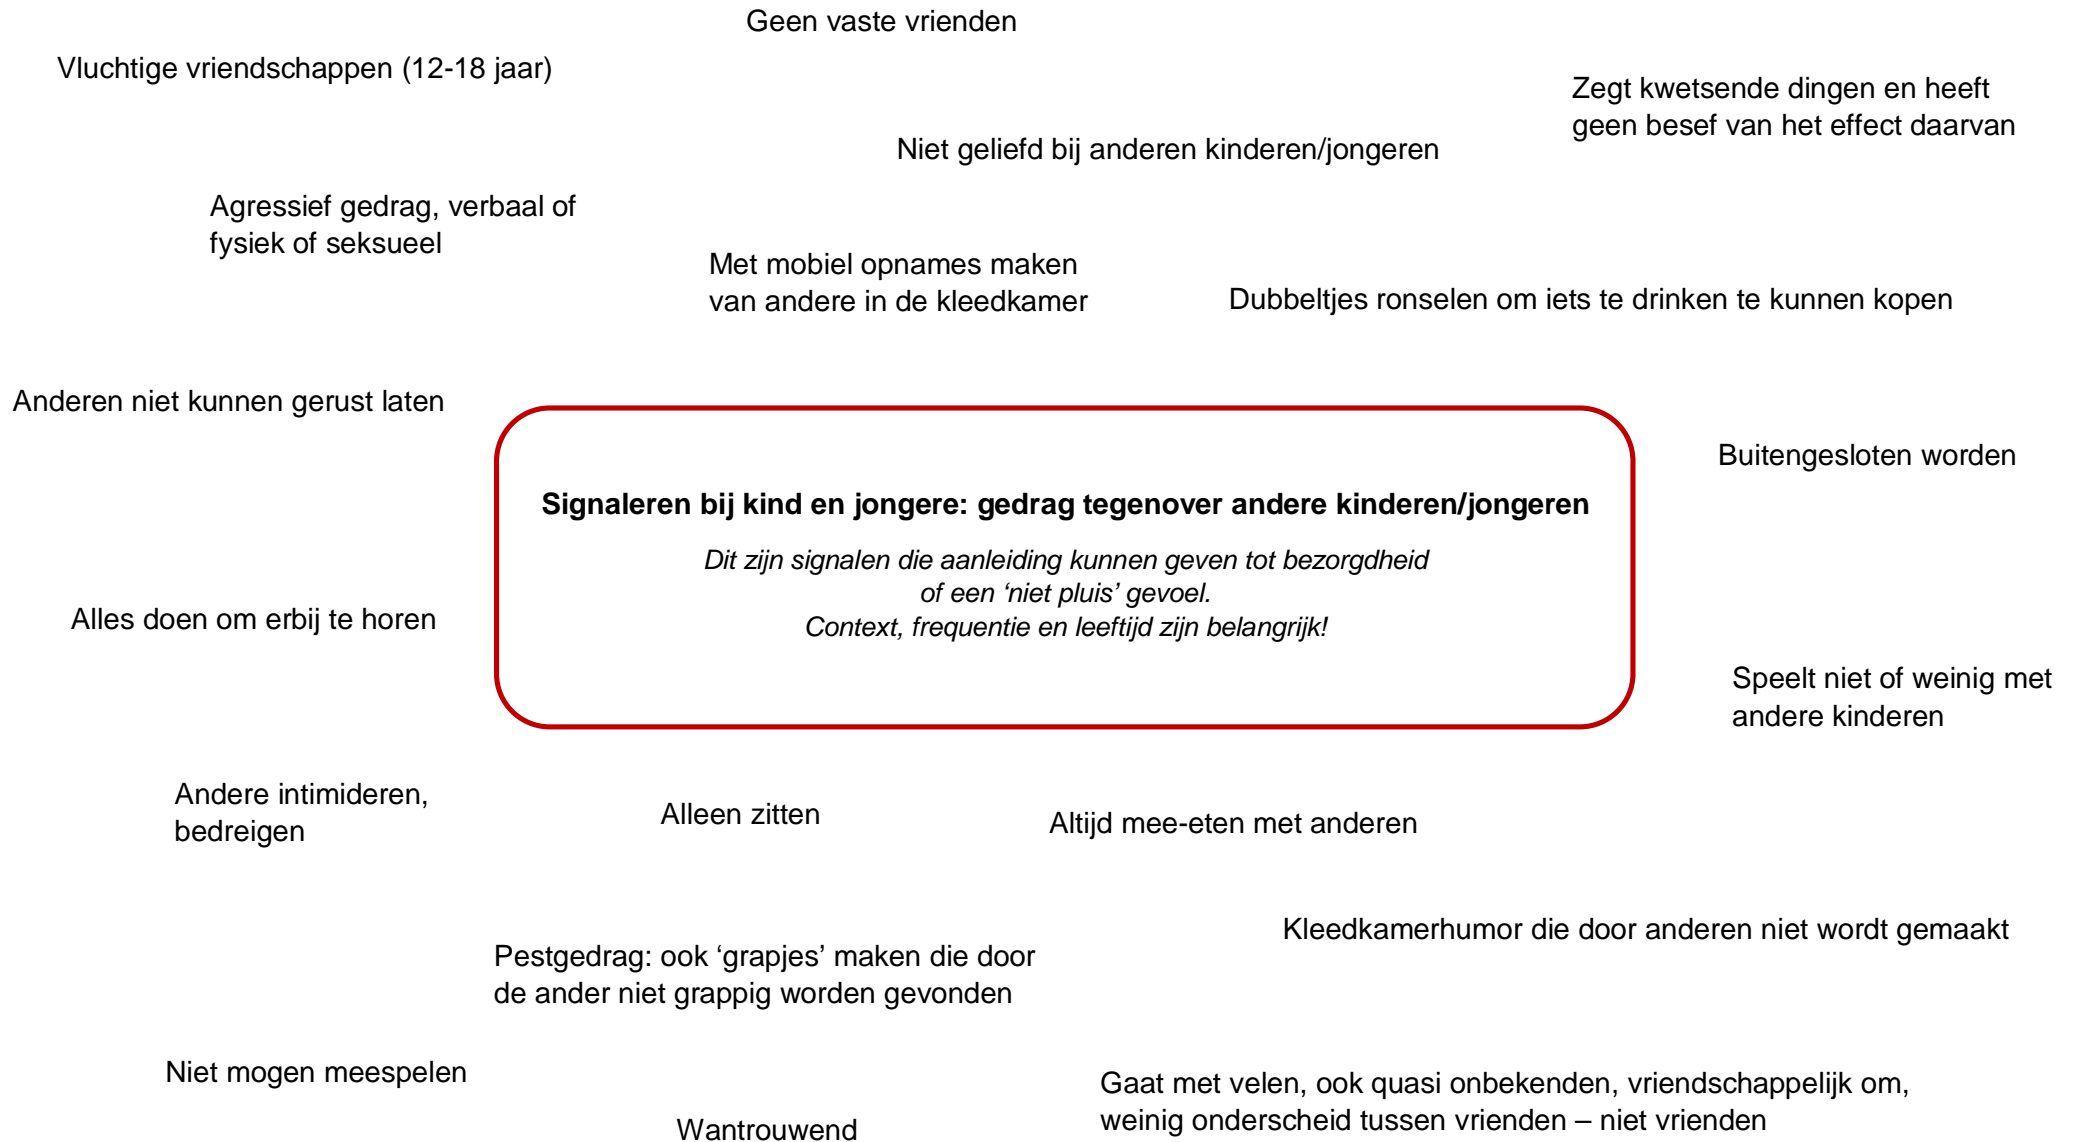 Geen vaste vrienden
Vluchtige vriendschappen (12-18 jaar)
Zegt kwetsende dingen en heeft
geen besef van het effect daarvan
Niet geliefd bij anderen kinderen/jongeren
Agressief gedrag, verbaal of
fysiek of seksueel
Met mobiel opnames maken
van andere in de kleedkamer
Dubbeltjes ronselen om iets te drinken te kunnen kopen
Anderen niet kunnen gerust laten
Buitengesloten worden
Signaleren bij kind en jongere: gedrag tegenover andere kinderen/jongeren
Dit zijn signalen die aanleiding kunnen geven tot bezorgdheid
of een ‘niet pluis’ gevoel.
Context, frequentie en leeftijd zijn belangrijk!
Alles doen om erbij te horen
Speelt niet of weinig met
andere kinderen
Andere intimideren,
bedreigen
Alleen zitten
Altijd mee-eten met anderen
Kleedkamerhumor die door anderen niet wordt gemaakt
Pestgedrag: ook ‘grapjes’ maken die door
de ander niet grappig worden gevonden
Niet mogen meespelen
Gaat met velen, ook quasi onbekenden, vriendschappelijk om,
weinig onderscheid tussen vrienden – niet vrienden
Wantrouwend